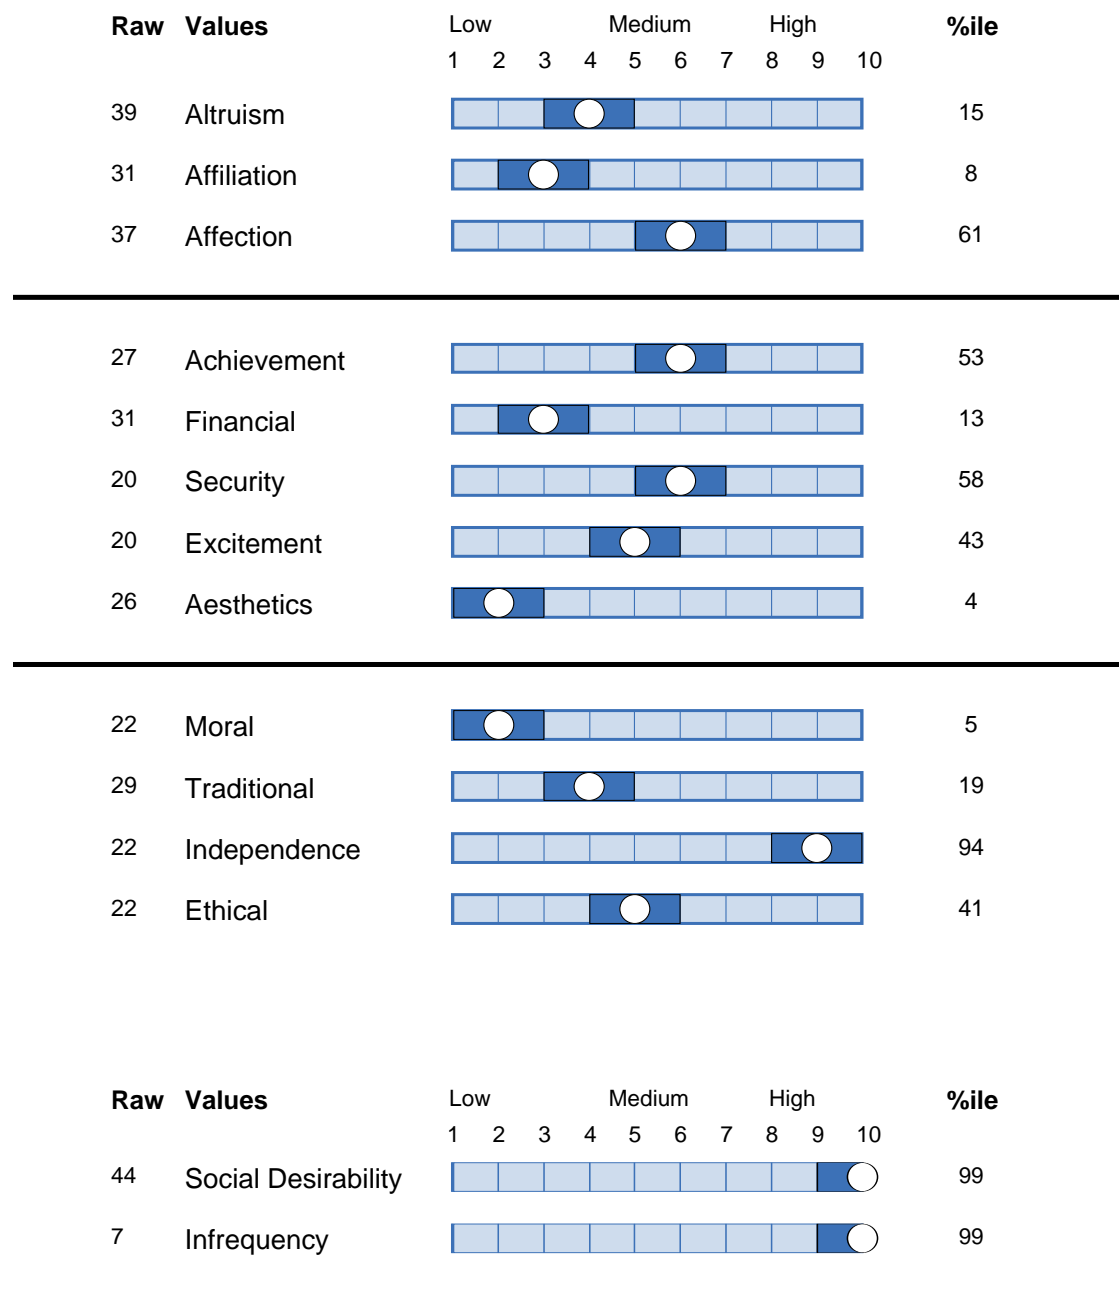 Raw Values Low Medium High %ile
1 2 3 4 5 6 7 8 9 10
39 Altruism 15
31 Affiliation 8
37 Affection 61
27 Achievement 53
31 Financial 13
20 Security 58
20 Excitement 43
26 Aesthetics 4
22 Moral 5
29 Traditional 19
22 Independence 94
22 Ethical 41
Raw Values Low Medium High %ile
1 2 3 4 5 6 7 8 9 10
44 Social Desirability 99
7 Infrequency 99